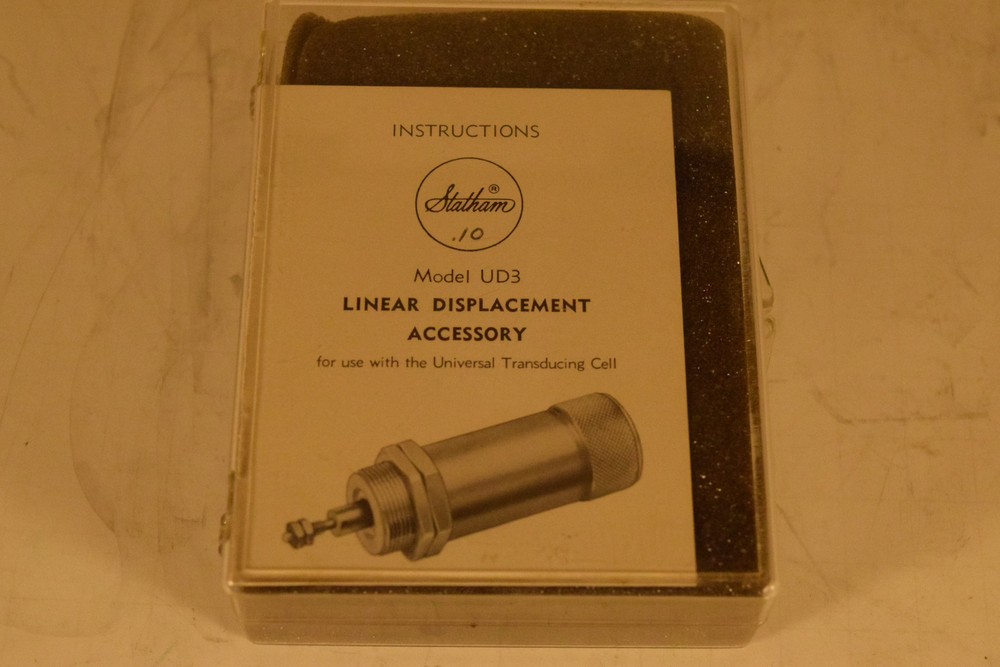 INSTRUCTIONS
Statham®
.10
Model UD3
LINEAR DISPLACEMENT
ACCESSORY
for use with the Universal Transducing Cell